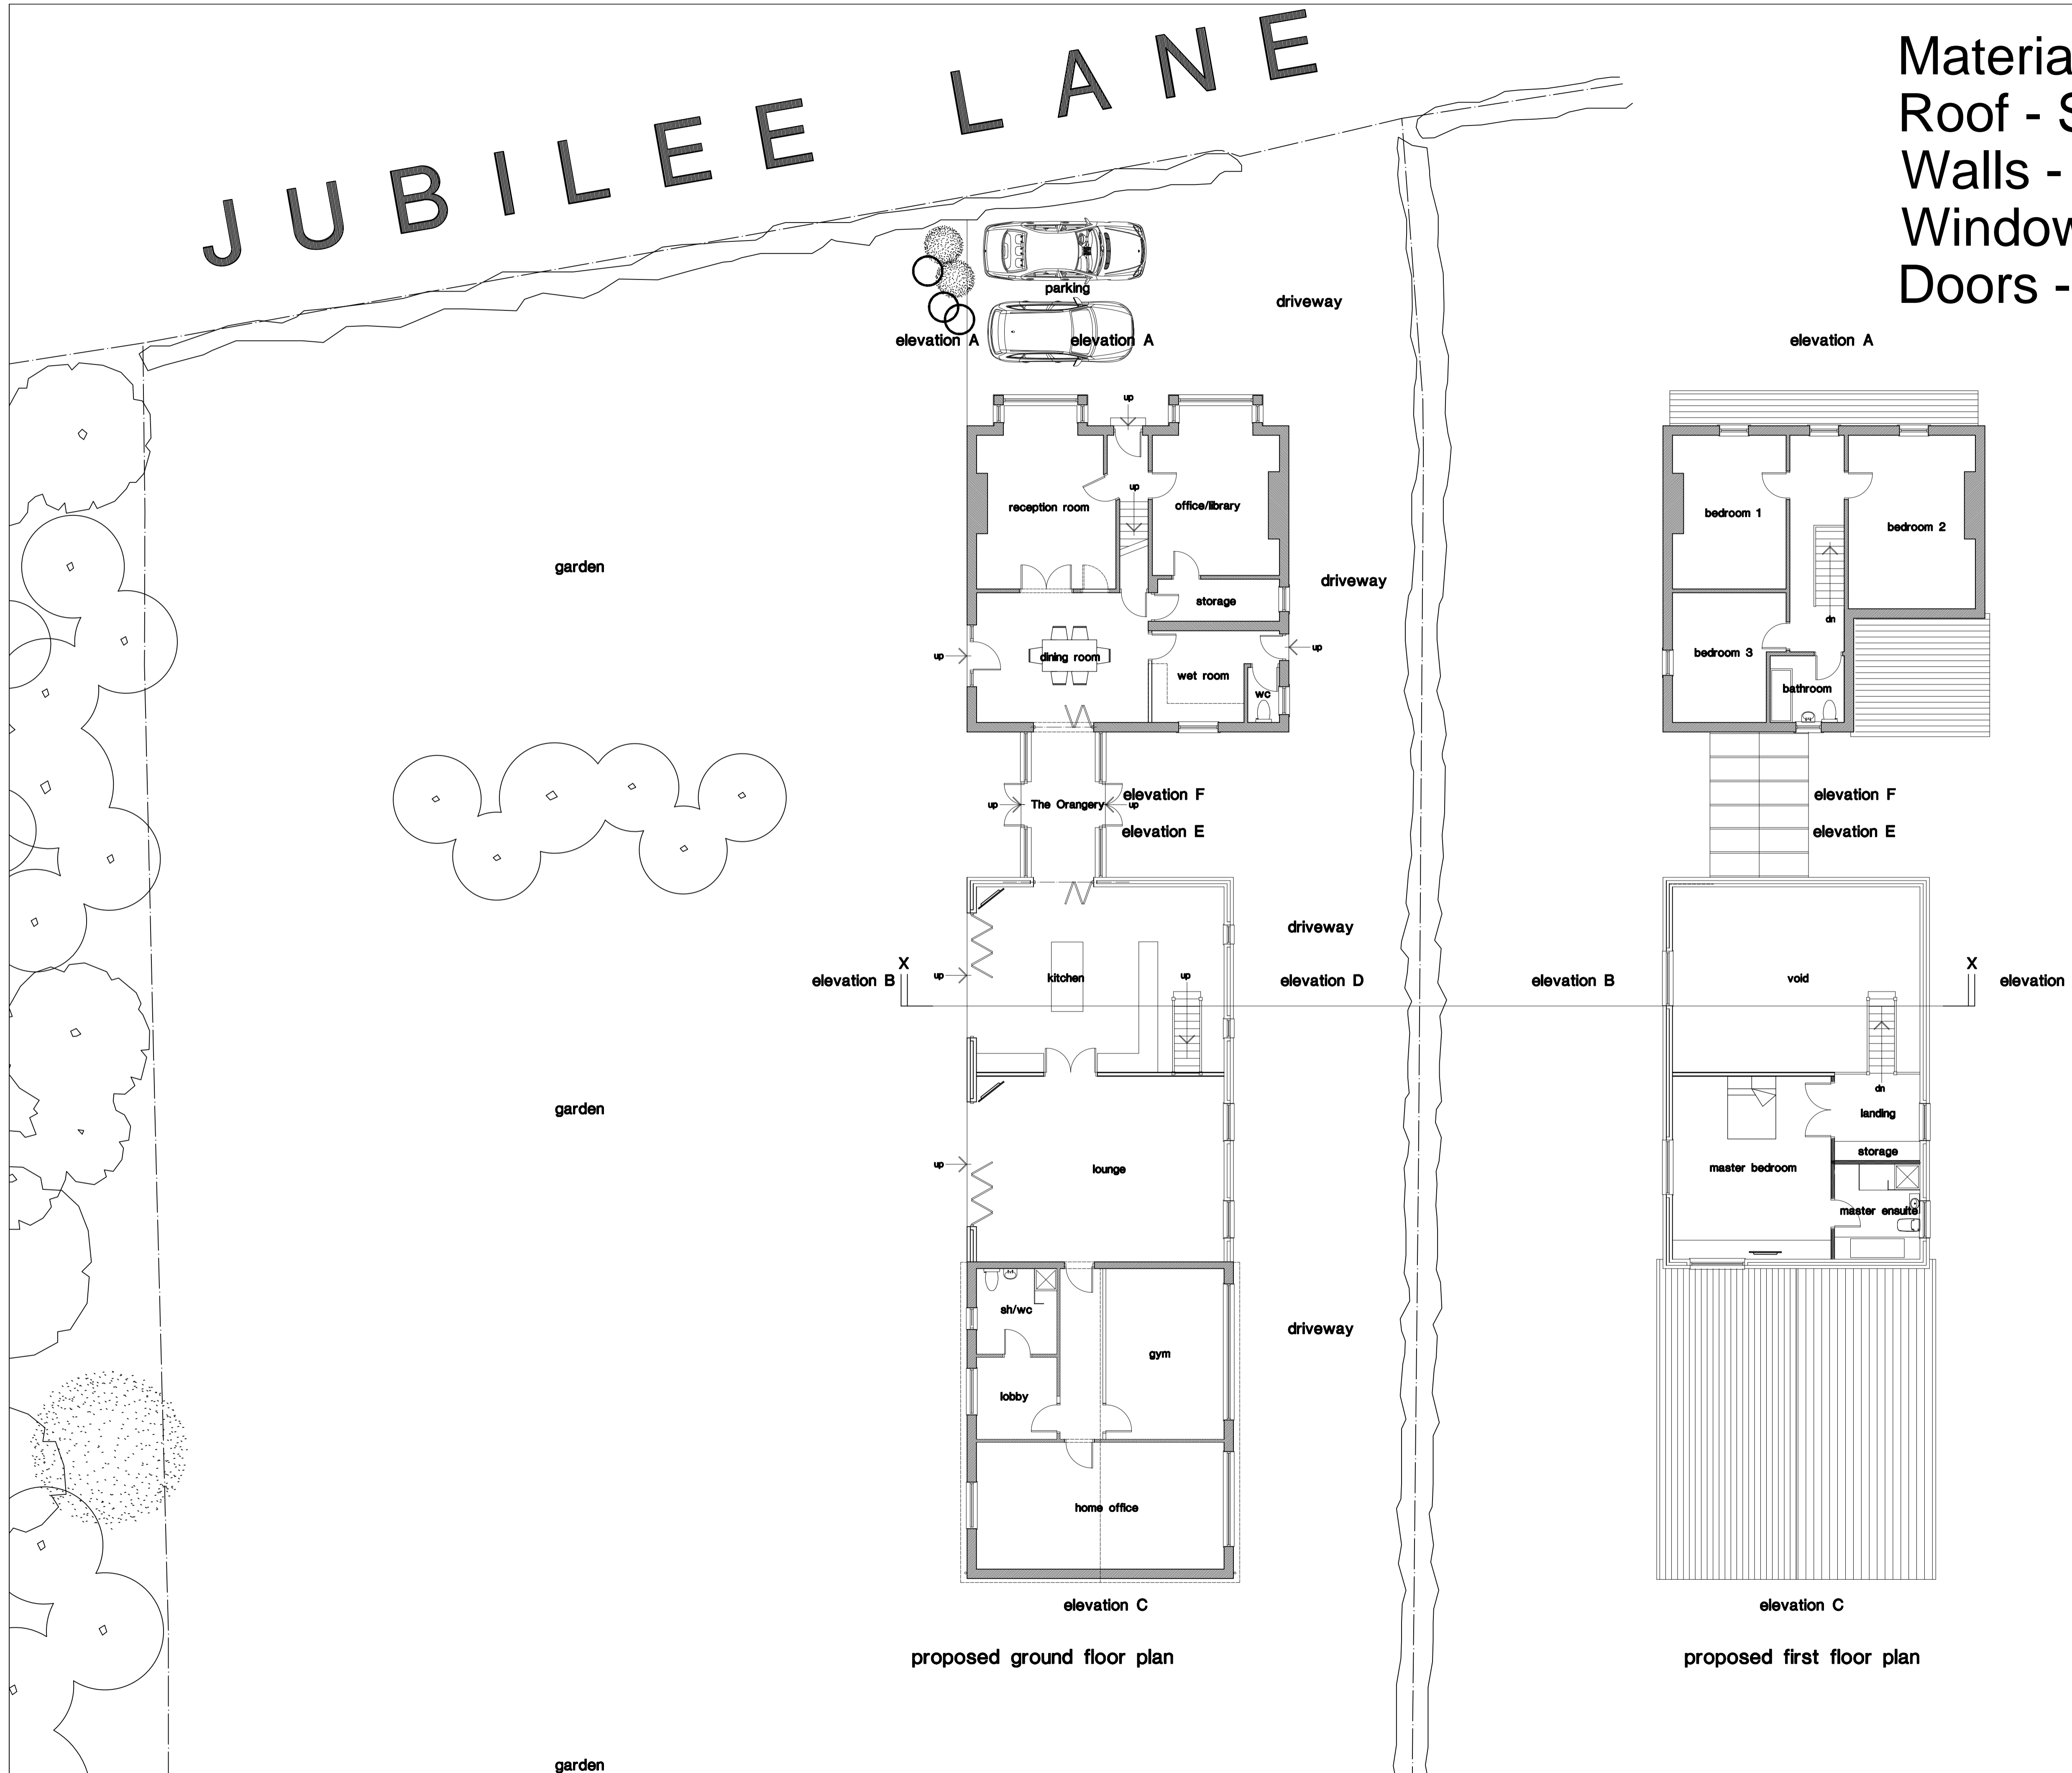 JUBILEE LANE
Materia
Roof - S
Walls -
Window
Doors -
parking
driveway
elevation A
elevation A
elevation A
up
up
reception room
office/library
bedroom 1
bedroom 2
garden
driveway
storage
dn
up
dining room
up
bedroom 3
wet room
wc
bathroom
elevation F
elevation F
up
The Orangery
up
elevation E
elevation E
driveway
X
X
elevation B
up
kitchen
up
elevation D
elevation B
void
elevation
dn
garden
landing
storage
up
lounge
master bedroom
master ensuite
sh/wc
driveway
gym
lobby
home office
elevation C
elevation C
proposed ground floor plan
proposed first floor plan
garden